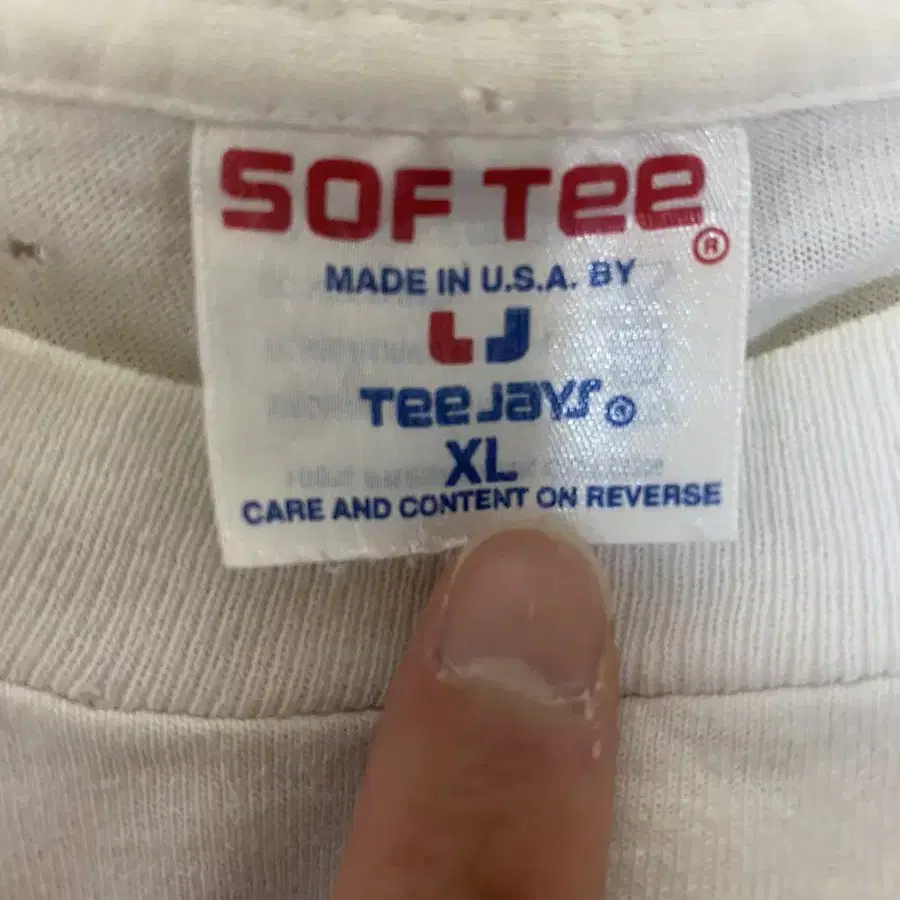 SOF Tee ®
MADE IN U.S.A. BY
TeeJays ®
XL
CARE AND CONTENT ON REVERSE